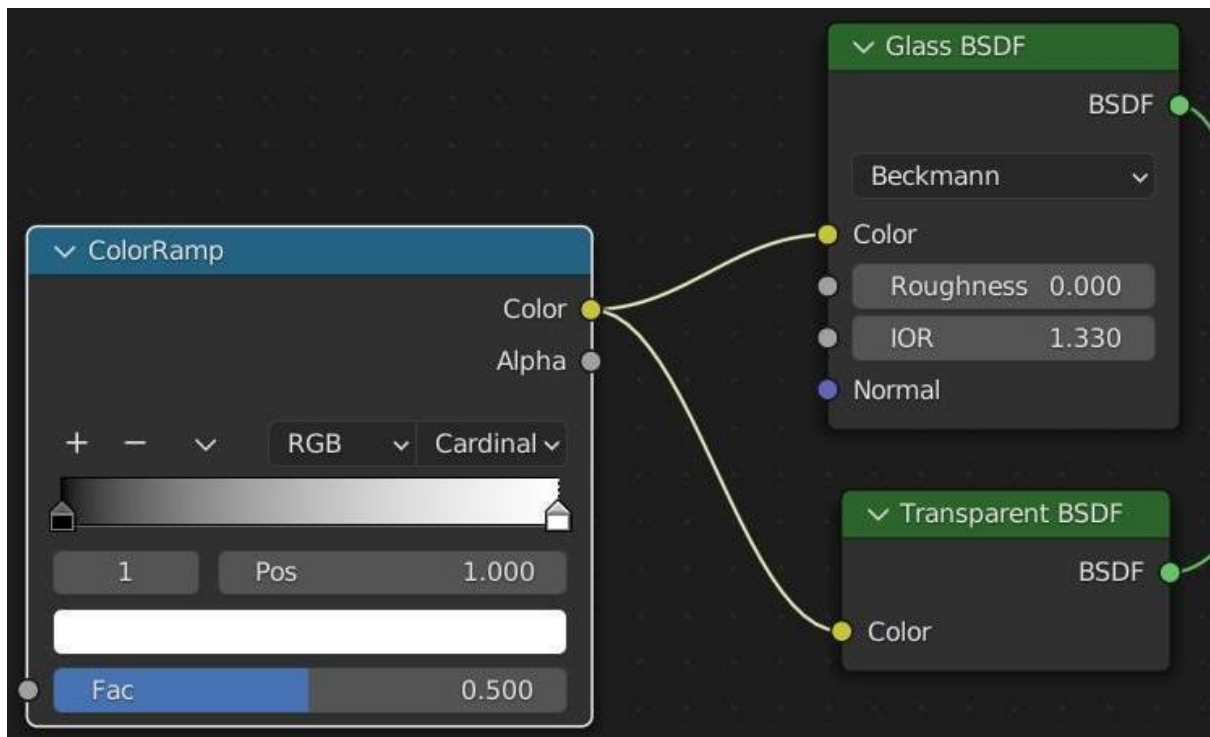 Glass BSDF
BSDF
Beckmann
Color
Roughness 0.000
IOR 1.330
Normal
ColorRamp
Color
Alpha
+ − RGB Cardinal
1 Pos 1.000
Fac 0.500
Transparent BSDF
BSDF
Color